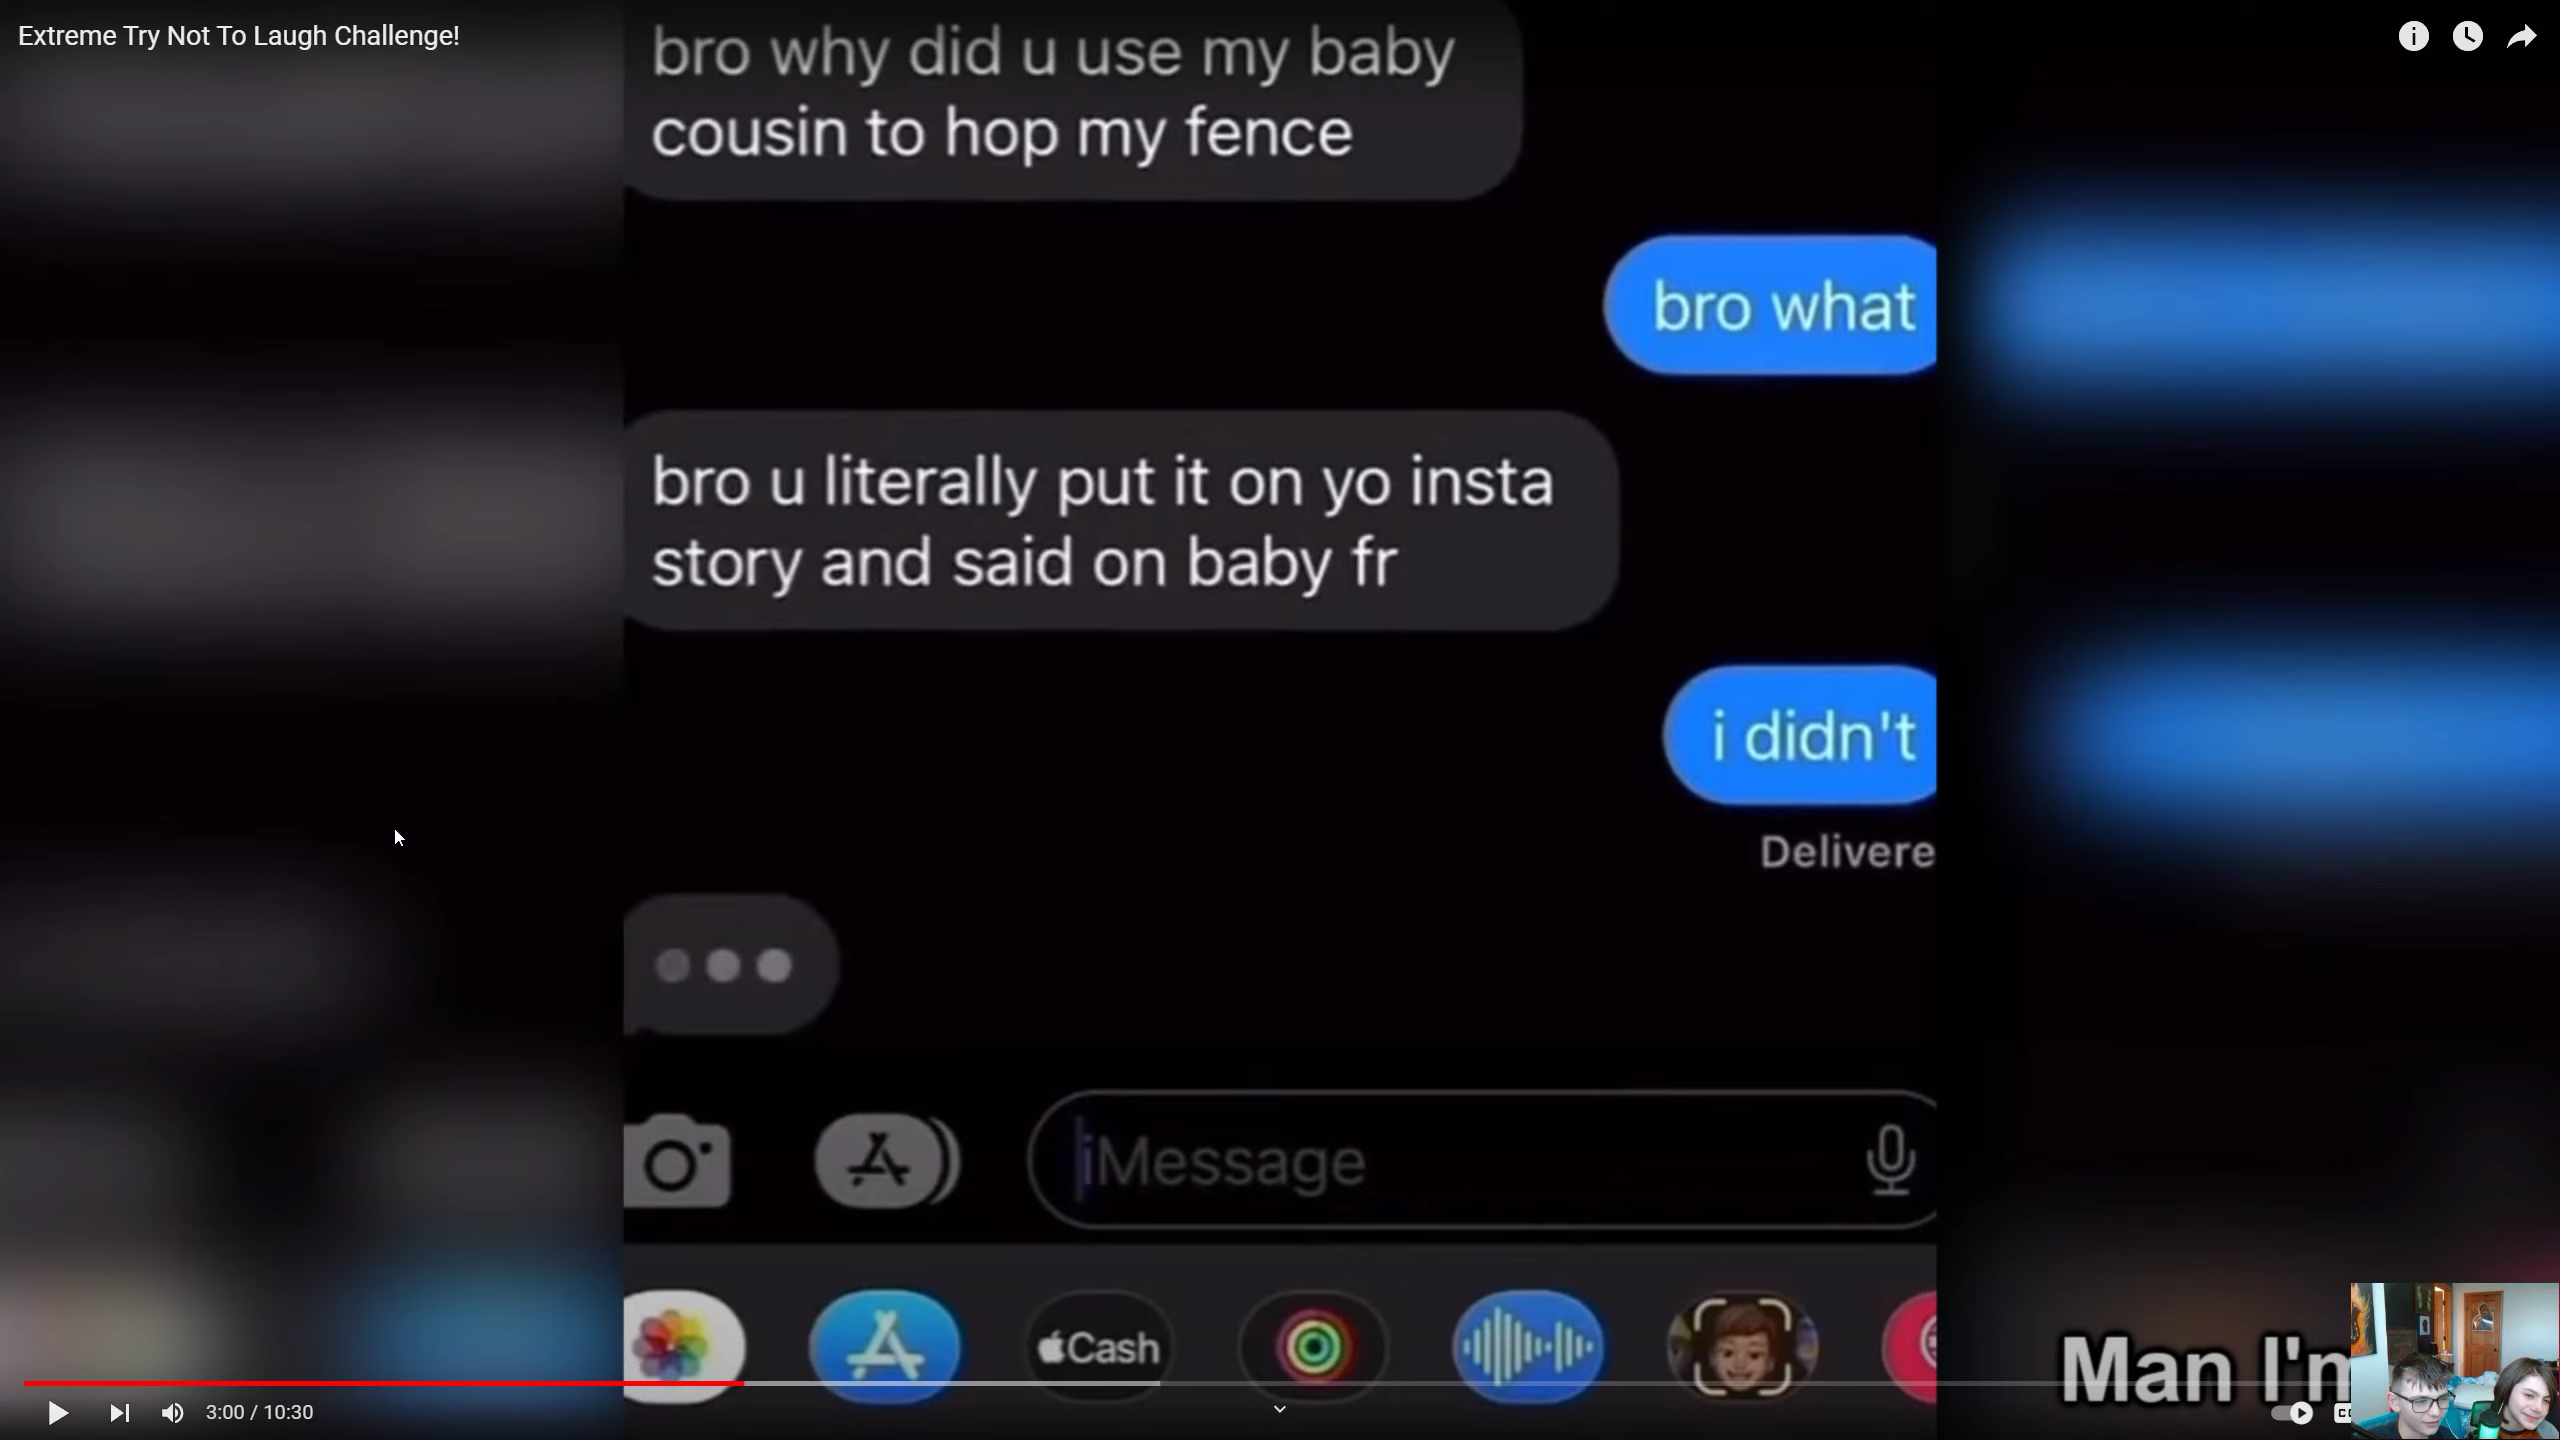 Extreme Try Not To Laugh Challenge!
bro why did u use my baby
cousin to hop my fence
bro what
bro u literally put it on yo insta
story and said on baby fr
i didn't
Delivere
iMessage
Cash
Man I'm
3:00 / 10:30